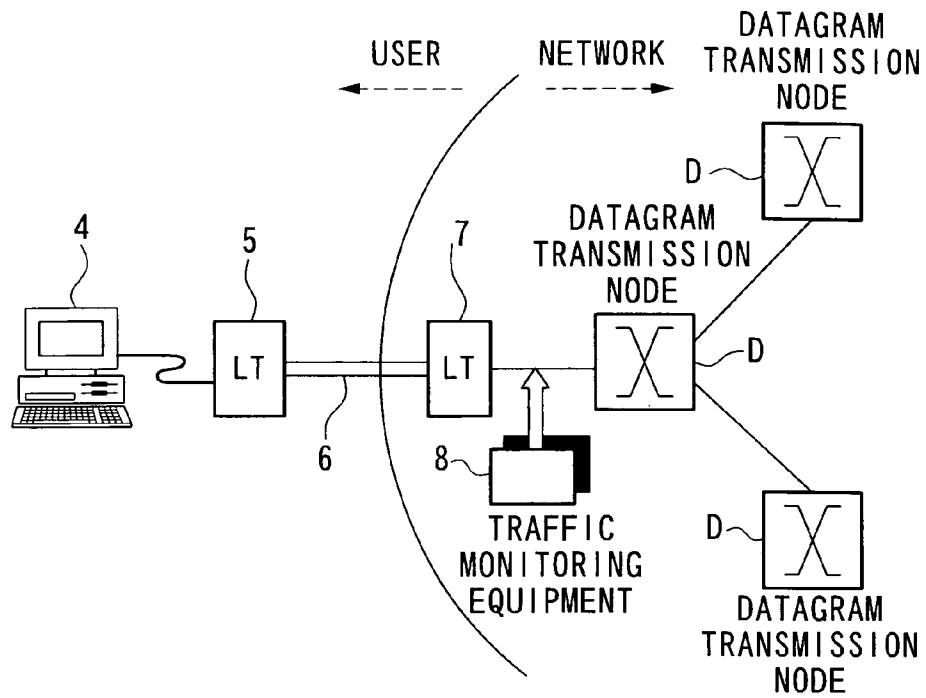 DATAGRAM
TRANSMISSION
NODE
USER
NETWORK
D
DATAGRAM
TRANSMISSION
NODE
4
5
7
LT
LT
D
6
8
TRAFFIC
MONITORING
EQUIPMENT
D
DATAGRAM
TRANSMISSION
NODE